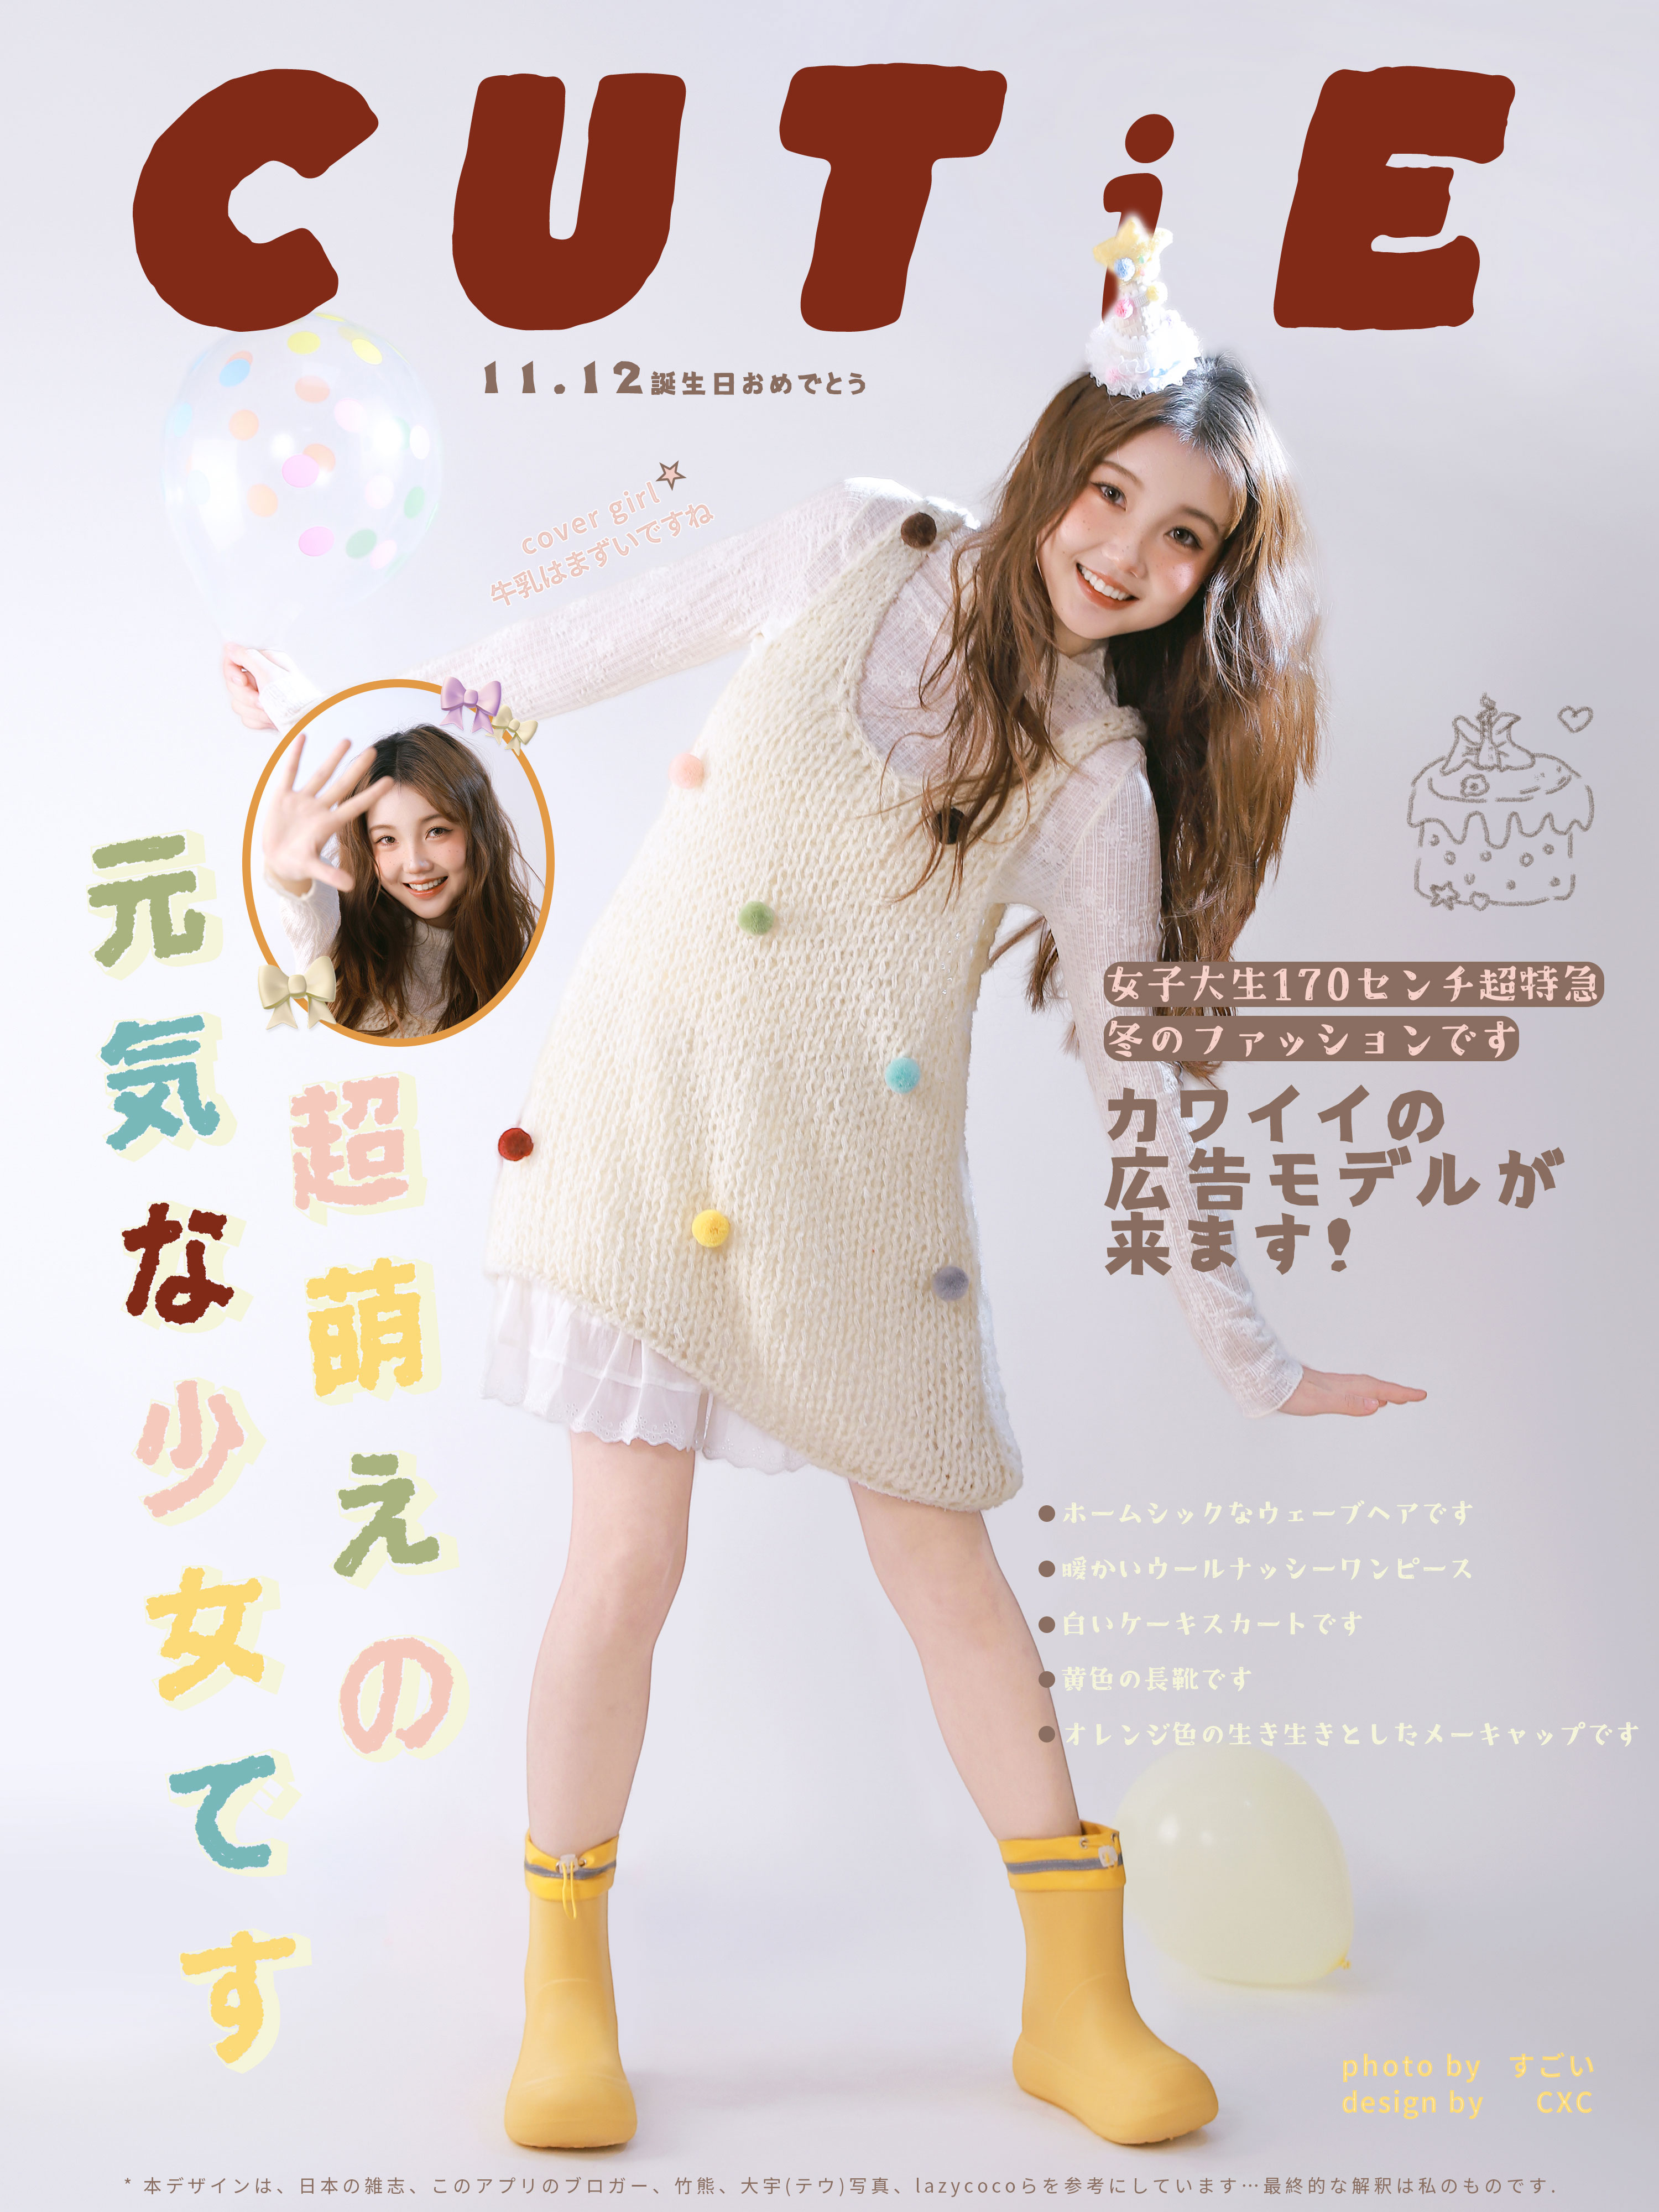 CUTiE
11.12誕生日おめでとう
cover girl
牛乳はまずいですね
元気な少女です
超萌えの
女子大生170センチ超特急
冬のファッションです
カワイイの
広告モデルが
来ます!
●ホームシックなウェーブヘアです
●暖かいウールナッシーワンピース
●白いケーキスカートです
●黄色の長靴です
●オレンジ色の生き生きとしたメーキャップです
photo by すごい
design by CXC
* 本デザインは、日本の雑志、このアプリのブロガー、竹熊、大宇(テウ)写真、lazycocoらを参考にしています…最終的な解釈は私のものです.